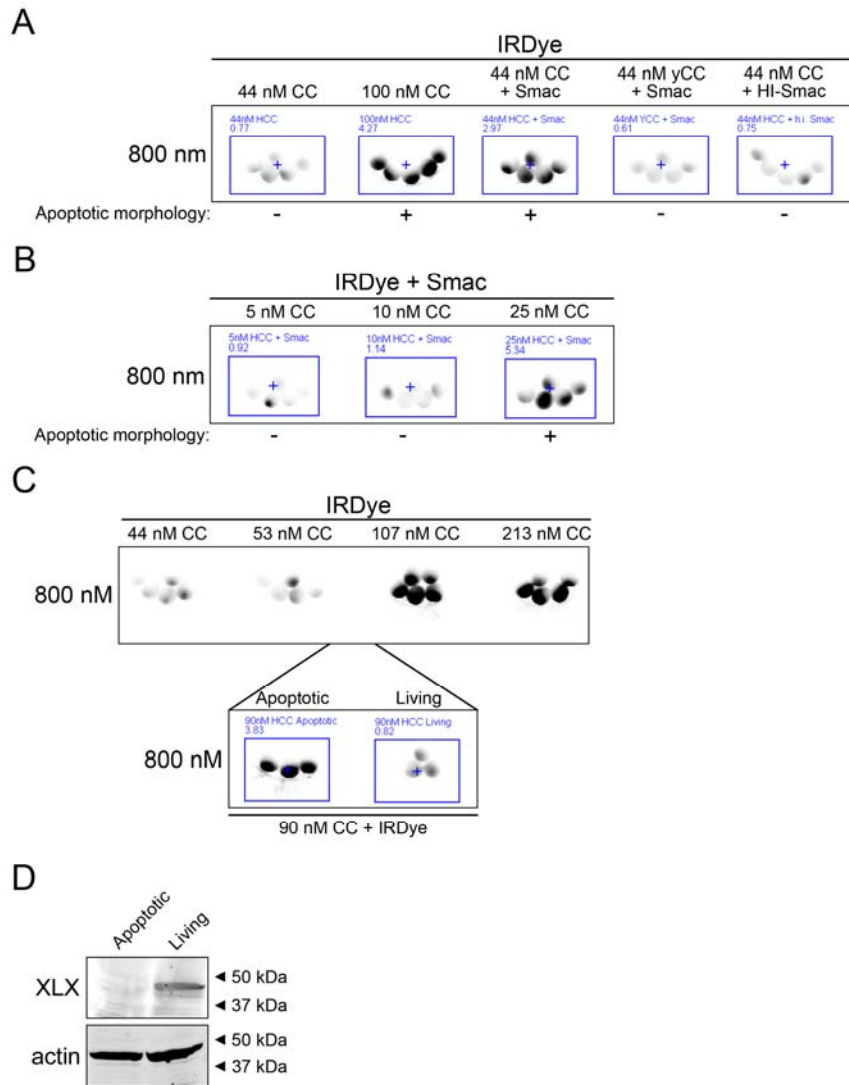 A
IRDye
44 nM CC 100 nM CC 44 nM CC + Smac 44 nM yCC + Smac 44 nM CC + HI-Smac
44nM HCC 100nM HCC 44nM HCC + Smac 44nM YCC + Smac 44nM HCC + h.i. Smac
0.77 4.27 2.97 0.61 0.75
800 nm
Apoptotic morphology: - + + - -
B
IRDye + Smac
5 nM CC 10 nM CC 25 nM CC
5nM HCC + Smac 10nM HCC + Smac 25nM HCC + Smac
0.92 1.14 5.34
800 nm
Apoptotic morphology: - - +
C
IRDye
44 nM CC 53 nM CC 107 nM CC 213 nM CC
800 nM
Apoptotic Living
90nM HCC Apoptotic 90nM HCC Living
3.83 0.82
800 nM
90 nM CC + IRDye
D
Apoptotic Living
XLX
50 kDa
37 kDa
actin
50 kDa
37 kDa